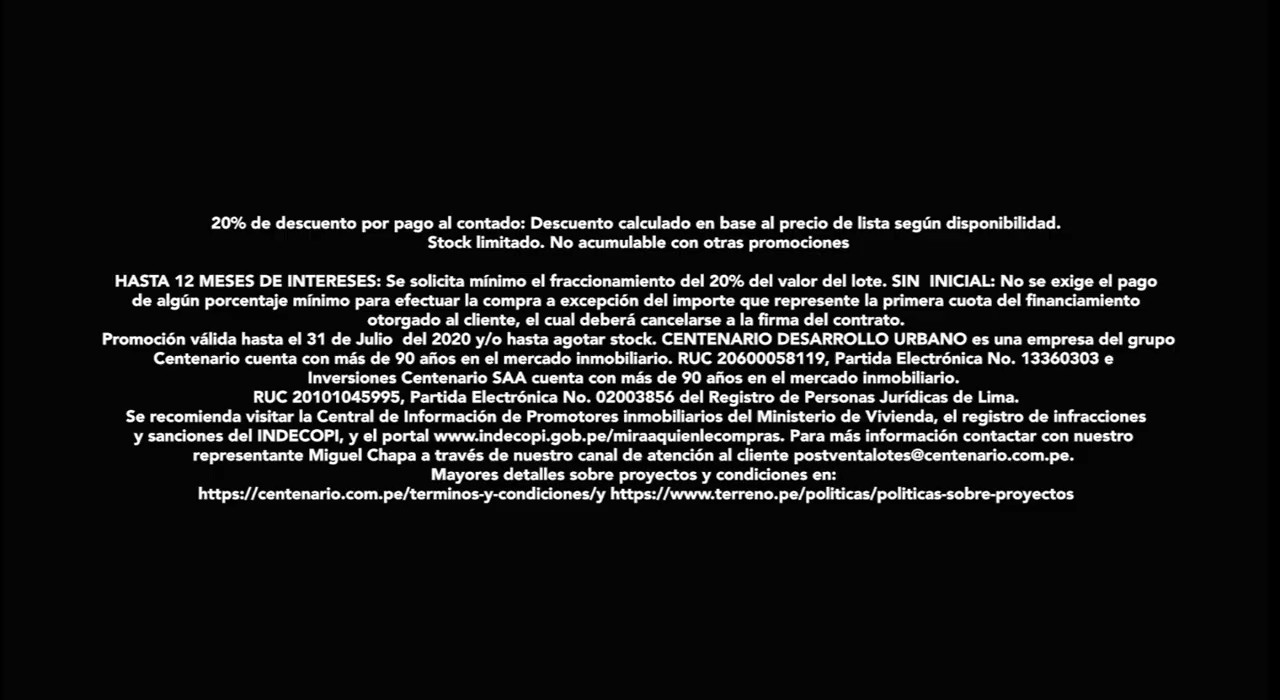 20% de descuento por pago al contado: Descuento calculado en base al precio de lista según disponibilidad.
Stock limitado. No acumulable con otras promociones
HASTA 12 MESES DE INTERESES: Se solicita mínimo el fraccionamiento del 20% del valor del lote. SIN  INICIAL: No se exige el pago
de algún porcentaje mínimo para efectuar la compra a excepción del importe que represente la primera cuota del financiamiento
otorgado al cliente, el cual deberá cancelarse a la firma del contrato.
Promoción válida hasta el 31 de Julio  del 2020 y/o hasta agotar stock. CENTENARIO DESARROLLO URBANO es una empresa del grupo
Centenario cuenta con más de 90 años en el mercado inmobiliario. RUC 20600058119, Partida Electrónica No. 13360303 e
Inversiones Centenario SAA cuenta con más de 90 años en el mercado inmobiliario.
RUC 20101045995, Partida Electrónica No. 02003856 del Registro de Personas Jurídicas de Lima.
Se recomienda visitar la Central de Información de Promotores inmobiliarios del Ministerio de Vivienda, el registro de infracciones
y sanciones del INDECOPI, y el portal www.indecopi.gob.pe/miraaquienlecompras. Para más información contactar con nuestro
representante Miguel Chapa a través de nuestro canal de atención al cliente postventalotes@centenario.com.pe.
Mayores detalles sobre proyectos y condiciones en:
https://centenario.com.pe/terminos-y-condiciones/y https://www.terreno.pe/politicas/politicas-sobre-proyectos